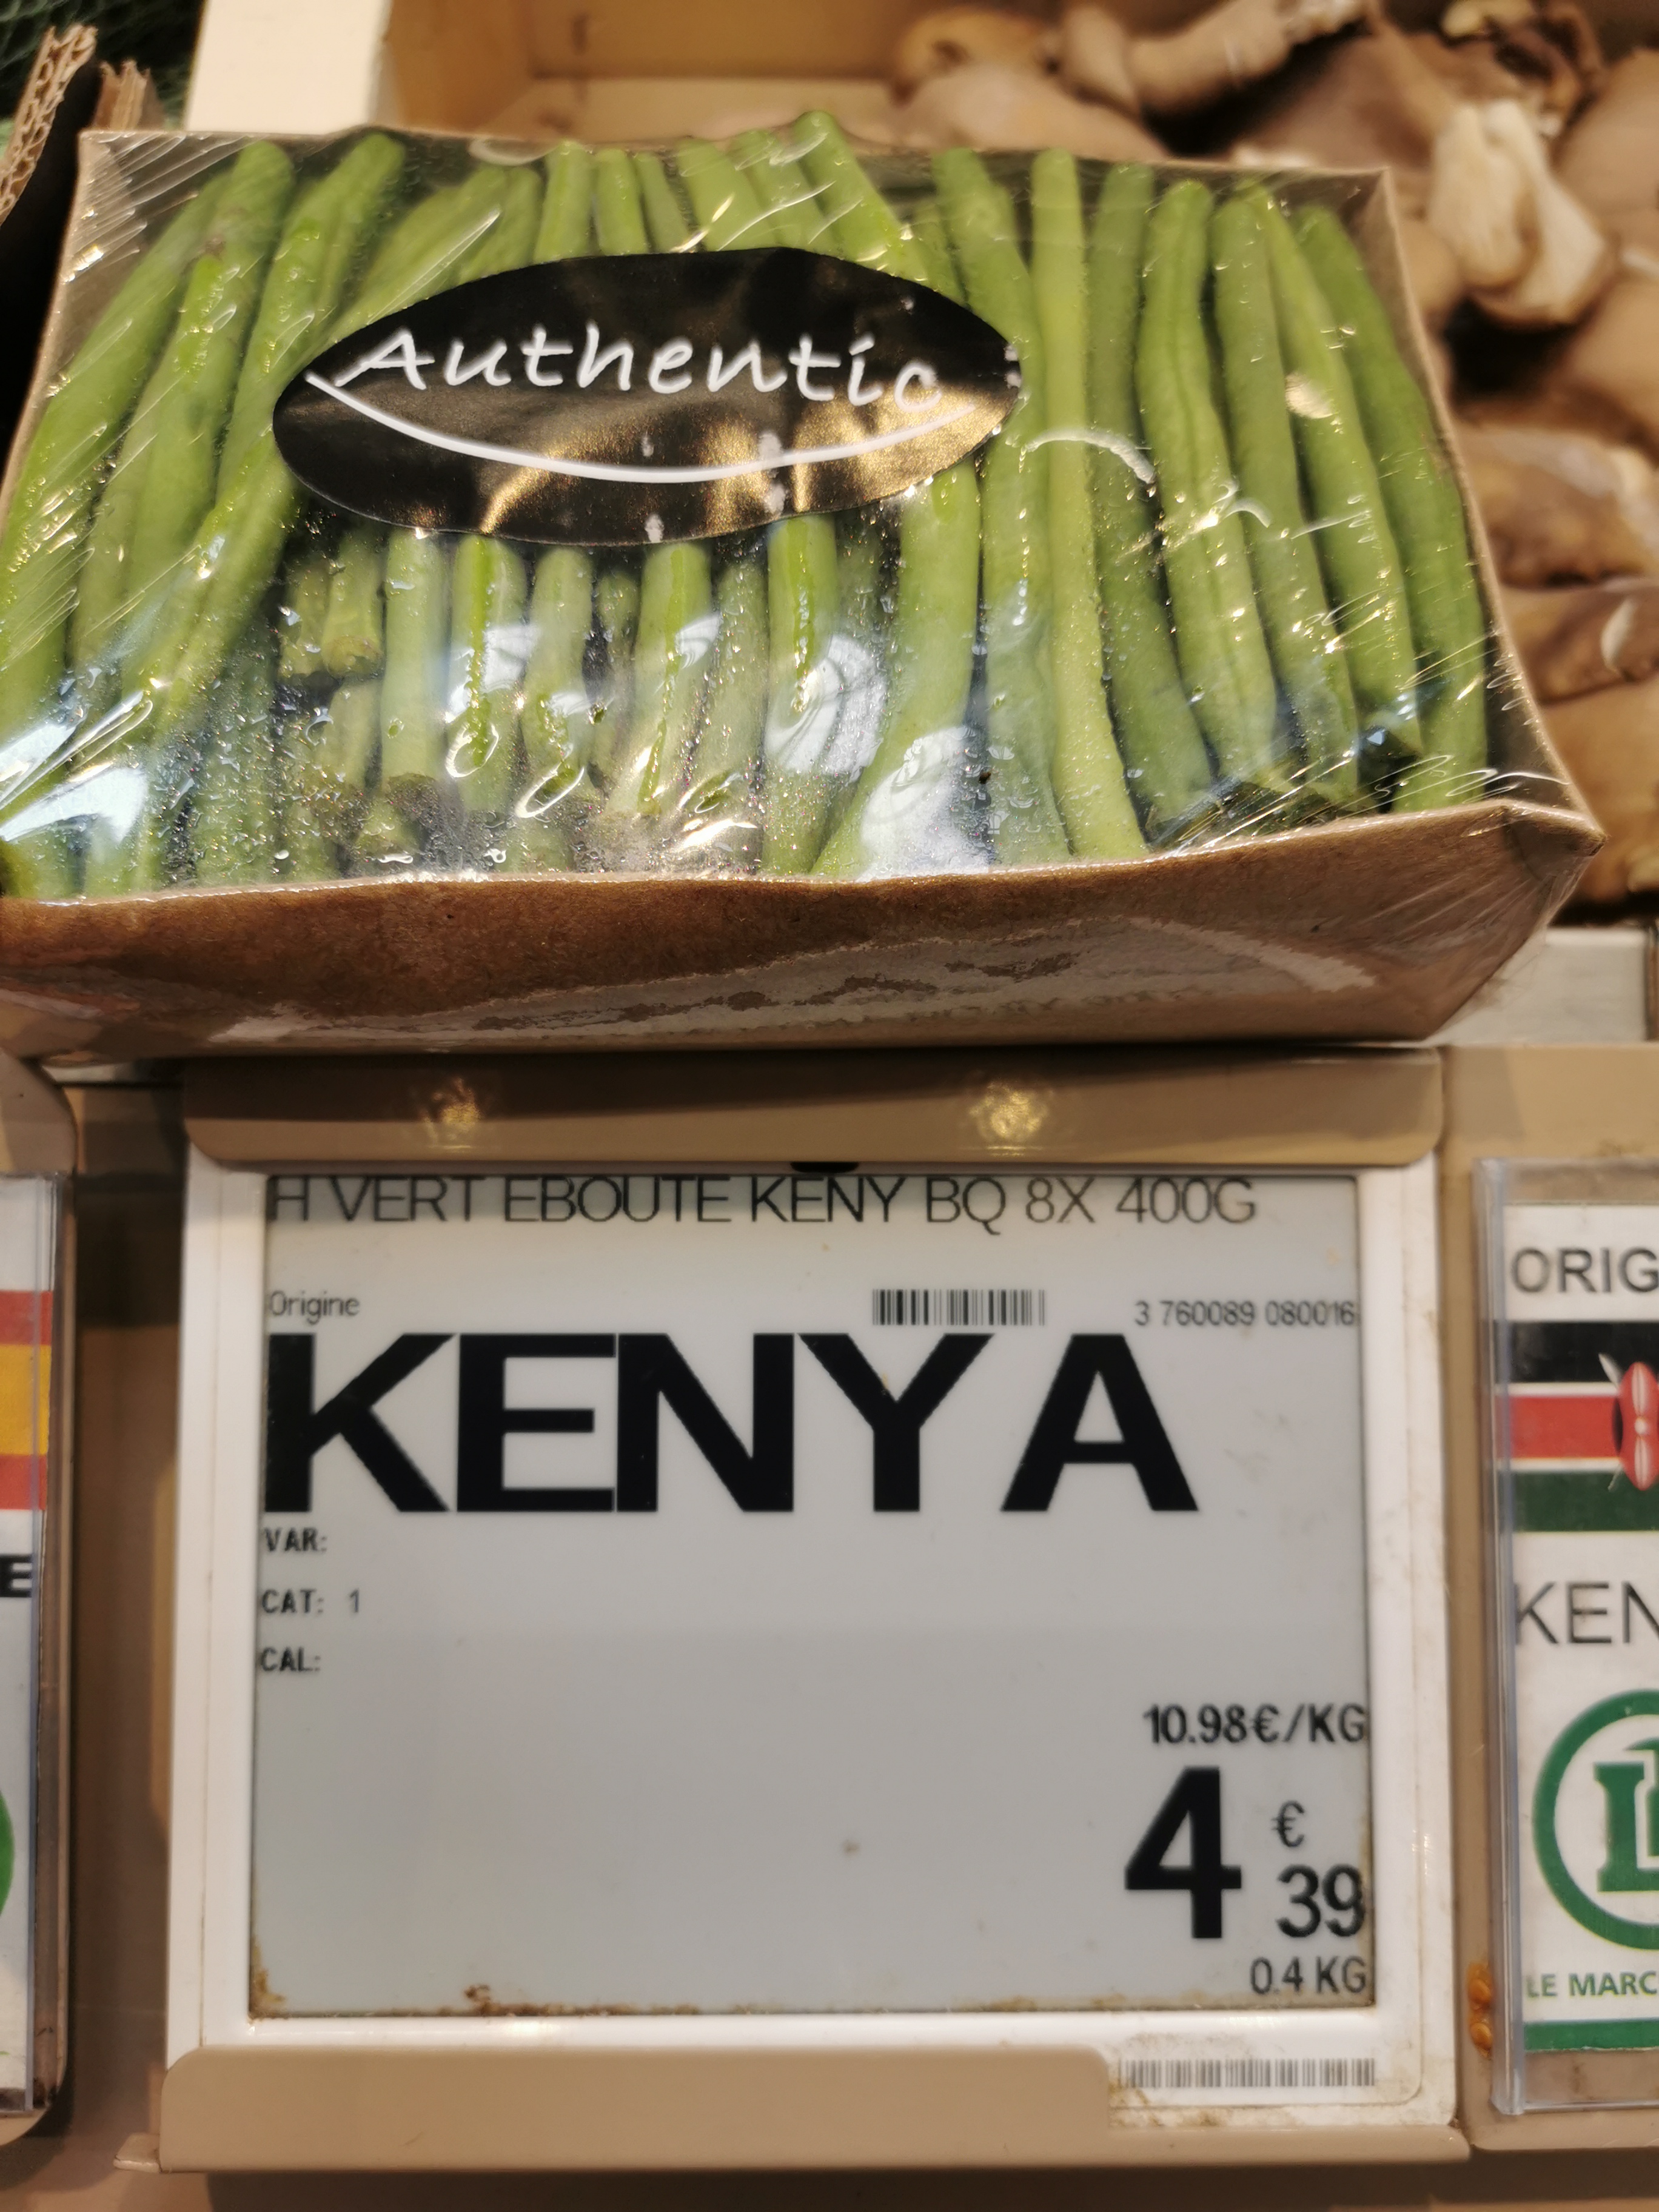 Authentic
H VERT EBOUTE KENY BQ 8X 400G
Origine
3 760089 080016
KENYA
VAR:
CAT: 1
CAL:
10.98€/KG
4 € 39
0.4 KG
E
ORIG
KEN
LE MARC